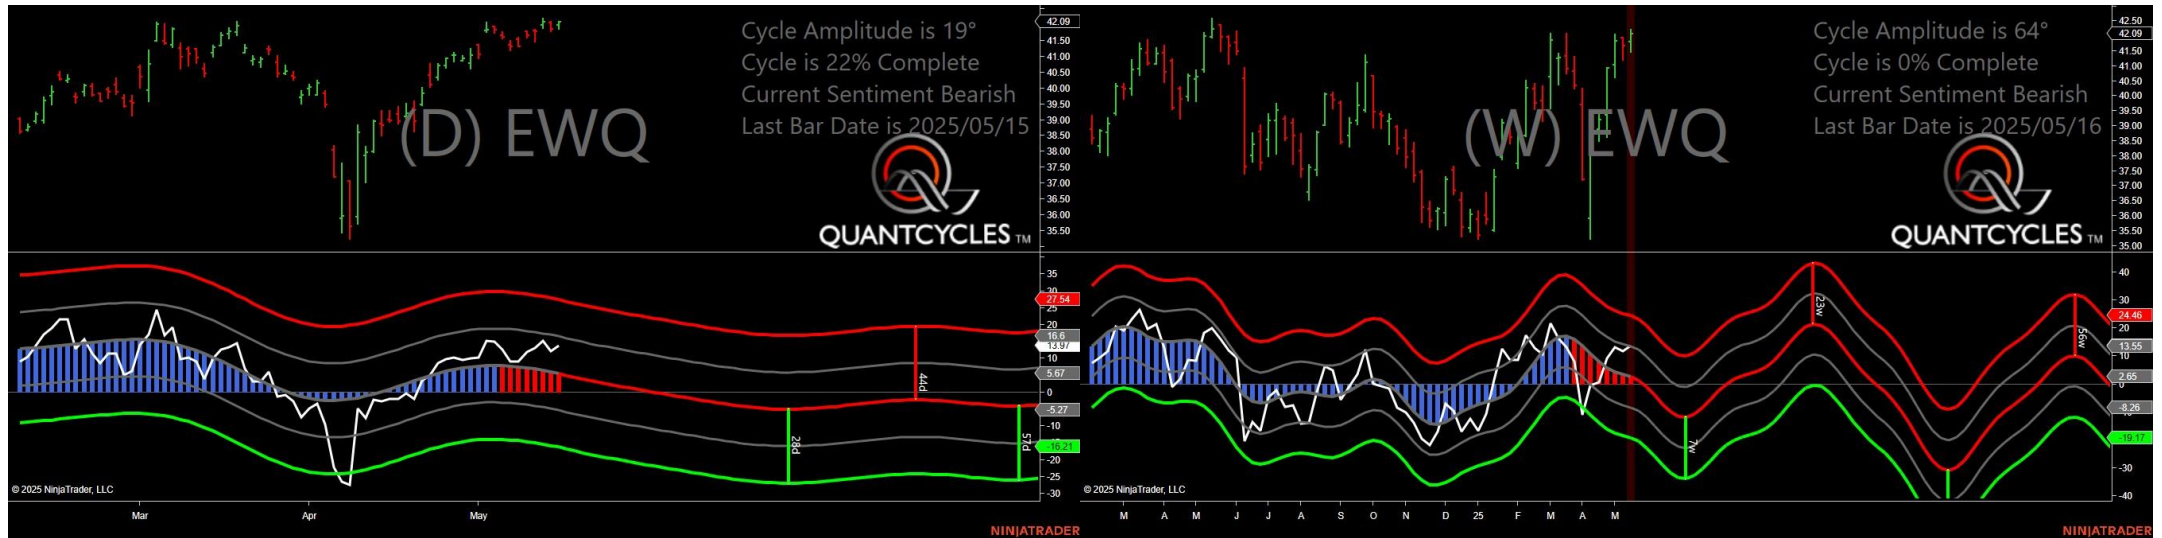 Cycle Amplitude is 19°
Cycle is 22% Complete
Current Sentiment Bearish
Last Bar Date is 2025/05/15
(D) EWQ
QUANTCYCLES TM
42.09
41.50
41.00
40.50
40.00
39.50
39.00
38.50
38.00
37.50
37.00
36.50
36.00
35.50
35
27.54
25
20
16.6
13.97
10
5.67
0
-5.27
-10
-16.21
-20
-25
-30
44d
28d
57d
© 2025 NinjaTrader, LLC
Mar Apr May
NINJATRADER
Cycle Amplitude is 64°
Cycle is 0% Complete
Current Sentiment Bearish
Last Bar Date is 2025/05/16
(W) EWQ
QUANTCYCLES TM
42.50
42.09
41.50
41.00
40.50
40.00
39.50
39.00
38.50
38.00
37.50
37.00
36.50
36.00
35.50
35.00
40
30
24.46
20
13.55
10
2.65
0
-8.26
-19.17
-30
-40
23w
56w
7w
© 2025 NinjaTrader, LLC
M A M J J A S O N D 25 F M A M
NINJATRADER